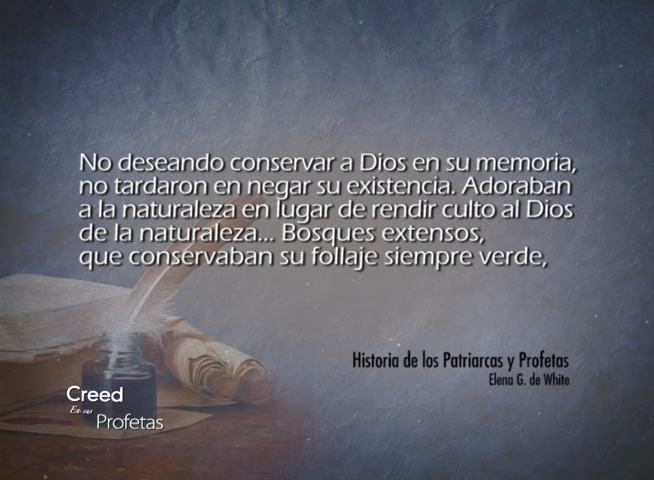 No deseando conservar a Dios en su memoria,
no tardaron en negar su existencia. Adoraban
a la naturaleza en lugar de rendir culto al Dios
de la naturaleza... Bosques extensos,
que conservaban su follaje siempre verde,
Historia de los Patriarcas y Profetas
Elena G. de White
Creed
En sus
Profetas